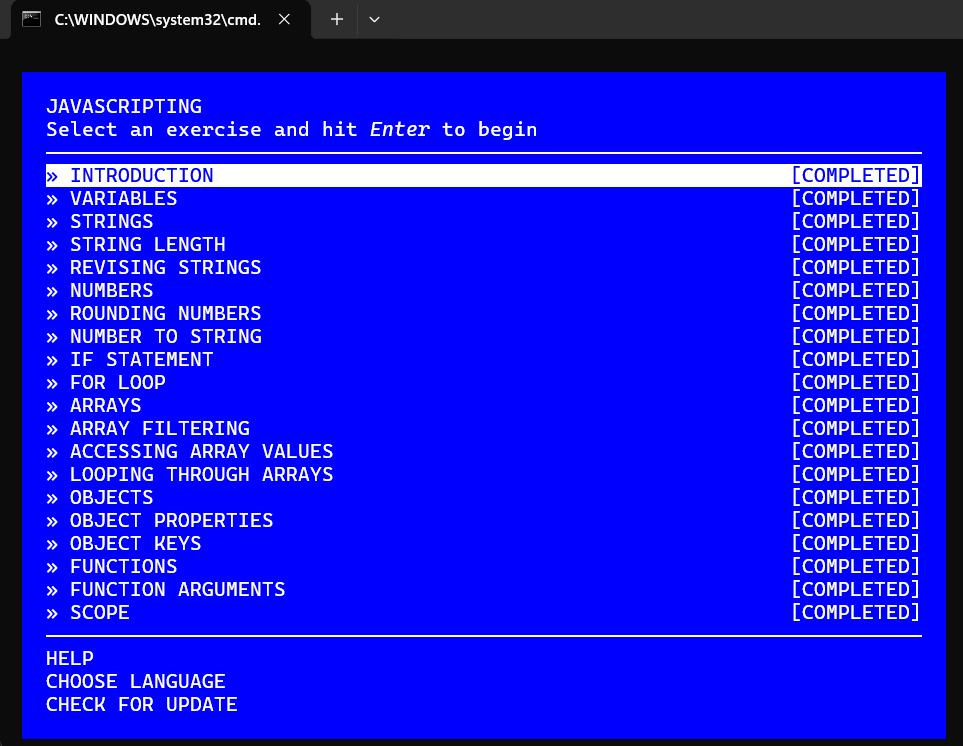 C:\WINDOWS\system32\cmd.
JAVASCRIPTING
Select an exercise and hit Enter to begin
» INTRODUCTION [COMPLETED]
» VARIABLES [COMPLETED]
» STRINGS [COMPLETED]
» STRING LENGTH [COMPLETED]
» REVISING STRINGS [COMPLETED]
» NUMBERS [COMPLETED]
» ROUNDING NUMBERS [COMPLETED]
» NUMBER TO STRING [COMPLETED]
» IF STATEMENT [COMPLETED]
» FOR LOOP [COMPLETED]
» ARRAYS [COMPLETED]
» ARRAY FILTERING [COMPLETED]
» ACCESSING ARRAY VALUES [COMPLETED]
» LOOPING THROUGH ARRAYS [COMPLETED]
» OBJECTS [COMPLETED]
» OBJECT PROPERTIES [COMPLETED]
» OBJECT KEYS [COMPLETED]
» FUNCTIONS [COMPLETED]
» FUNCTION ARGUMENTS [COMPLETED]
» SCOPE [COMPLETED]
HELP
CHOOSE LANGUAGE
CHECK FOR UPDATE